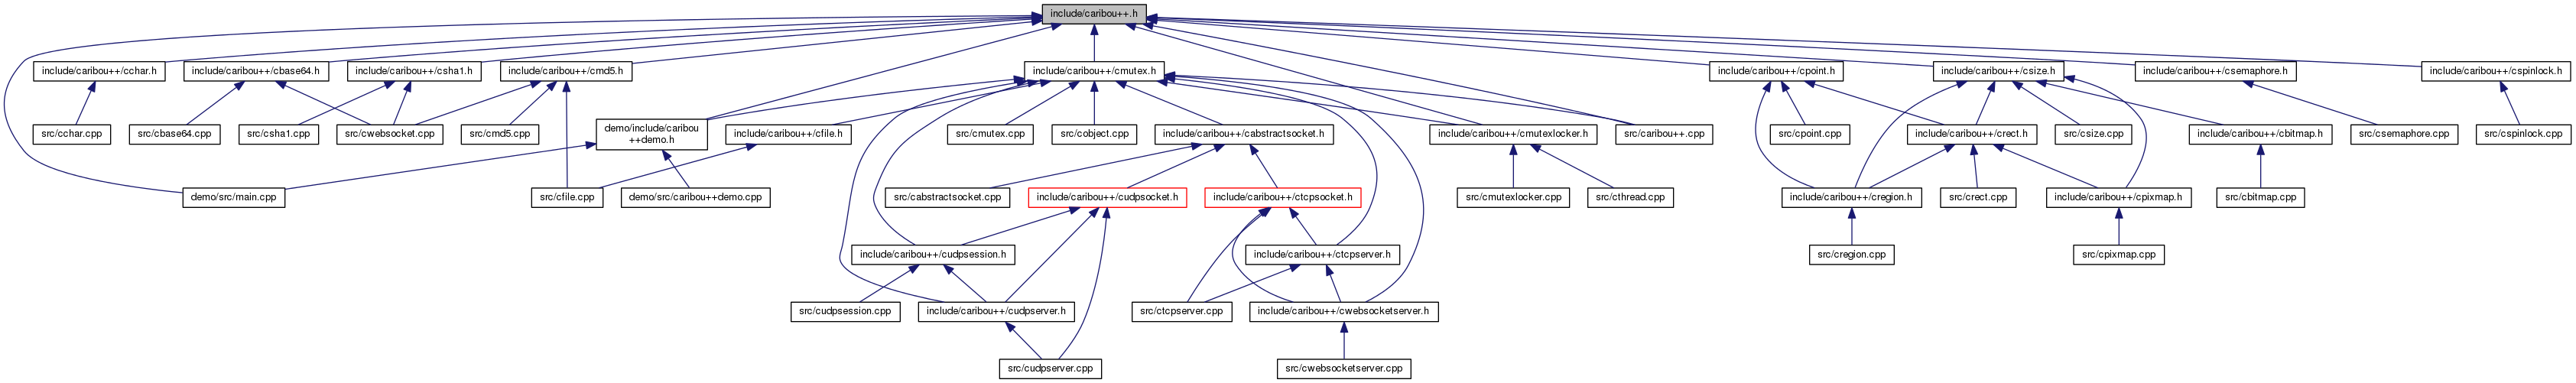 include/caribou++.h
include/caribou++/cchar.h
include/caribou++/cbase64.h
include/caribou++/csha1.h
include/caribou++/cmd5.h
include/caribou++/cmutex.h
include/caribou++/cpoint.h
include/caribou++/csize.h
include/caribou++/csemaphore.h
include/caribou++/cspinlock.h
src/cchar.cpp
src/cbase64.cpp
src/csha1.cpp
src/cwebsocket.cpp
src/cmd5.cpp
demo/include/caribou
++demo.h
include/caribou++/cfile.h
src/cmutex.cpp
src/cobject.cpp
include/caribou++/cabstractsocket.h
include/caribou++/cmutexlocker.h
src/caribou++.cpp
src/cpoint.cpp
include/caribou++/crect.h
src/csize.cpp
include/caribou++/cbitmap.h
src/csemaphore.cpp
src/cspinlock.cpp
demo/src/main.cpp
src/cfile.cpp
demo/src/caribou++demo.cpp
src/cabstractsocket.cpp
include/caribou++/cudpsocket.h
include/caribou++/ctcpsocket.h
src/cmutexlocker.cpp
src/cthread.cpp
include/caribou++/cregion.h
src/crect.cpp
include/caribou++/cpixmap.h
src/cbitmap.cpp
include/caribou++/cudpsession.h
include/caribou++/ctcpserver.h
src/cregion.cpp
src/cpixmap.cpp
src/cudpsession.cpp
include/caribou++/cudpserver.h
src/ctcpserver.cpp
include/caribou++/cwebsocketserver.h
src/cudpserver.cpp
src/cwebsocketserver.cpp